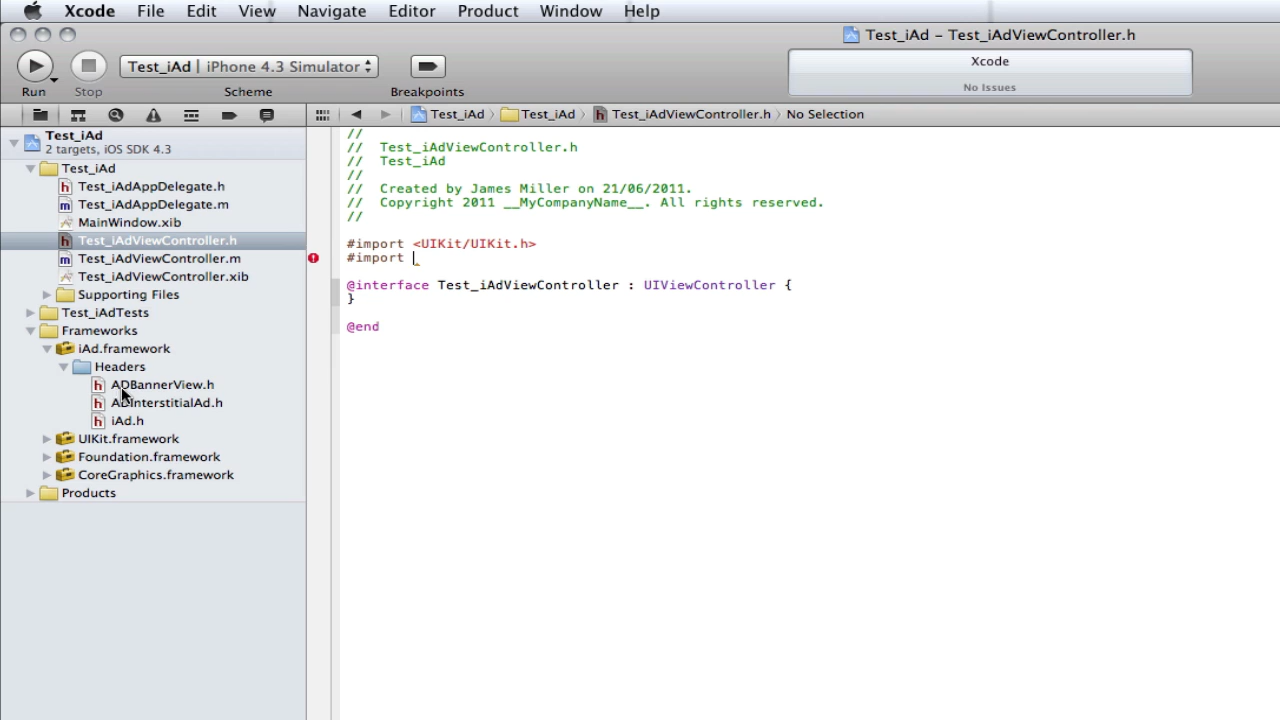 Xcode File Edit View Navigate Editor Product Window Help
Test_iAd – Test_iAdViewController.h
Test_iAd | iPhone 4.3 Simulator
Xcode
No Issues
Run Stop Scheme Breakpoints
Test_iAd Test_iAd Test_iAdViewController.h No Selection
Test_iAd
2 targets, iOS SDK 4.3
Test_iAd
Test_iAdAppDelegate.h
Test_iAdAppDelegate.m
MainWindow.xib
Test_iAdViewController.h
Test_iAdViewController.m
Test_iAdViewController.xib
Supporting Files
Test_iAdTests
Frameworks
iAd.framework
Headers
ADBannerView.h
ADInterstitialAd.h
iAd.h
UIKit.framework
Foundation.framework
CoreGraphics.framework
Products
//
// Test_iAdViewController.h
// Test_iAd
//
// Created by James Miller on 21/06/2011.
// Copyright 2011 __MyCompanyName__. All rights reserved.
//
#import <UIKit/UIKit.h>
#import
@interface Test_iAdViewController : UIViewController {
}
@end